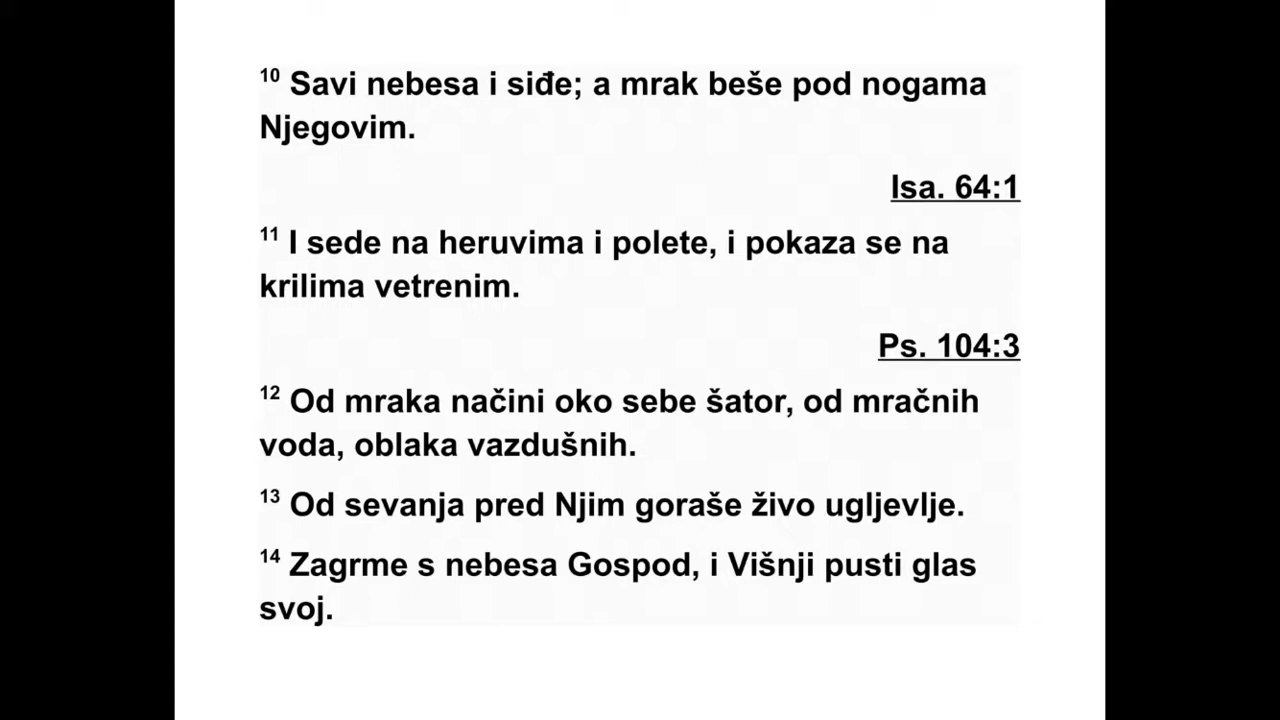 10 Savi nebesa i siđe; a mrak beše pod nogama
Njegovim.
Isa. 64:1
11 I sede na heruvima i polete, i pokaza se na
krilima vetrenim.
Ps. 104:3
12 Od mraka načini oko sebe šator, od mračnih
voda, oblaka vazdušnih.
13 Od sevanja pred Njim goraše živo ugljevlje.
14 Zagrme s nebesa Gospod, i Višnji pusti glas
svoj.